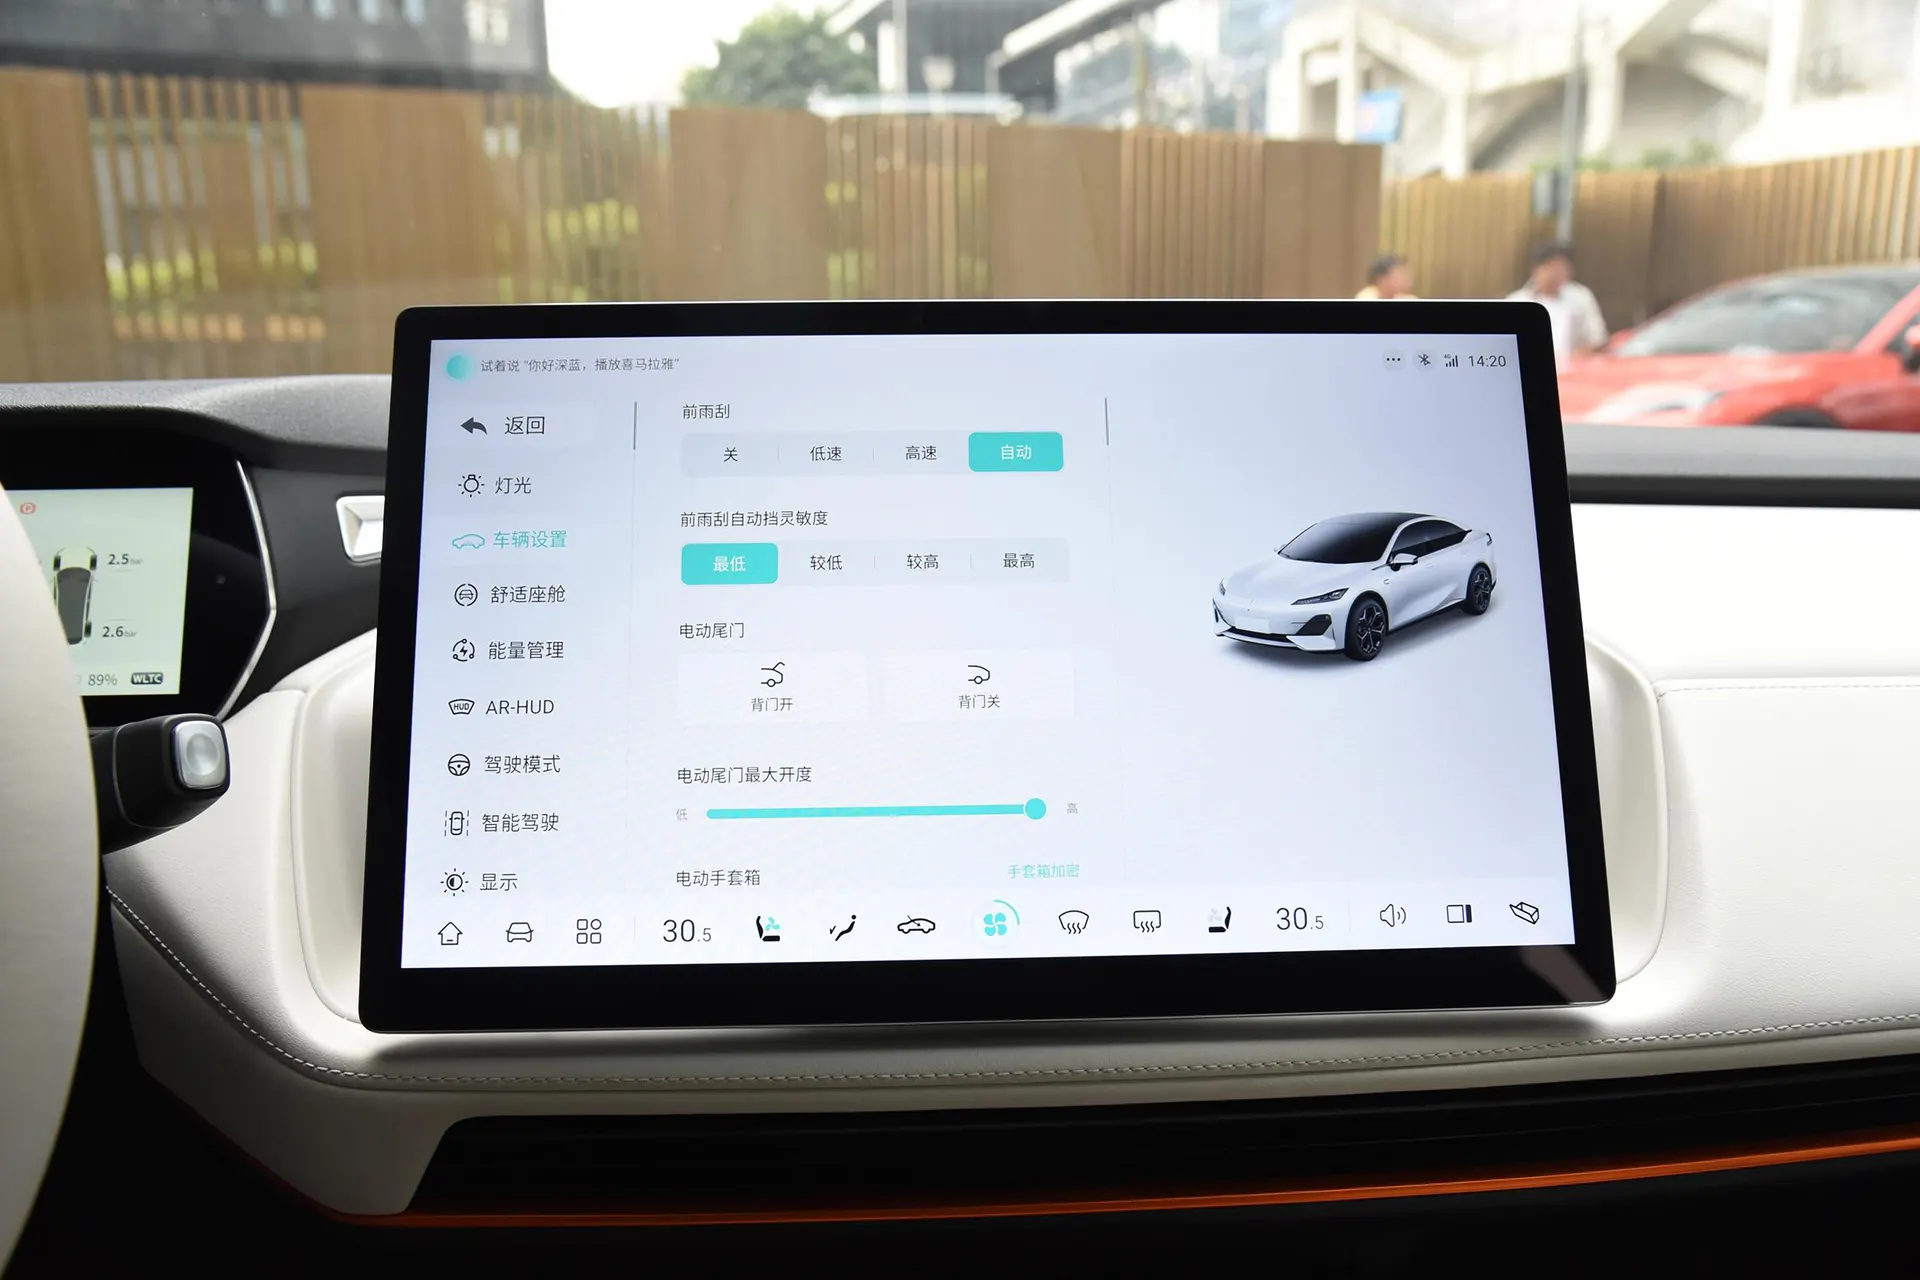 试着说 “你好深蓝，播放喜马拉雅”
4G 14:20
返回
灯光
车辆设置
舒适座舱
能量管理
HUD AR-HUD
驾驶模式
智能驾驶
显示
前雨刮
关 低速 高速 自动
前雨刮自动挡灵敏度
最低 较低 较高 最高
电动尾门
背门开 背门关
电动尾门最大开度
低 高
电动手套箱 手套箱加密
30.5 30.5
P
2.5 bar
2.6 bar
89% WLTC